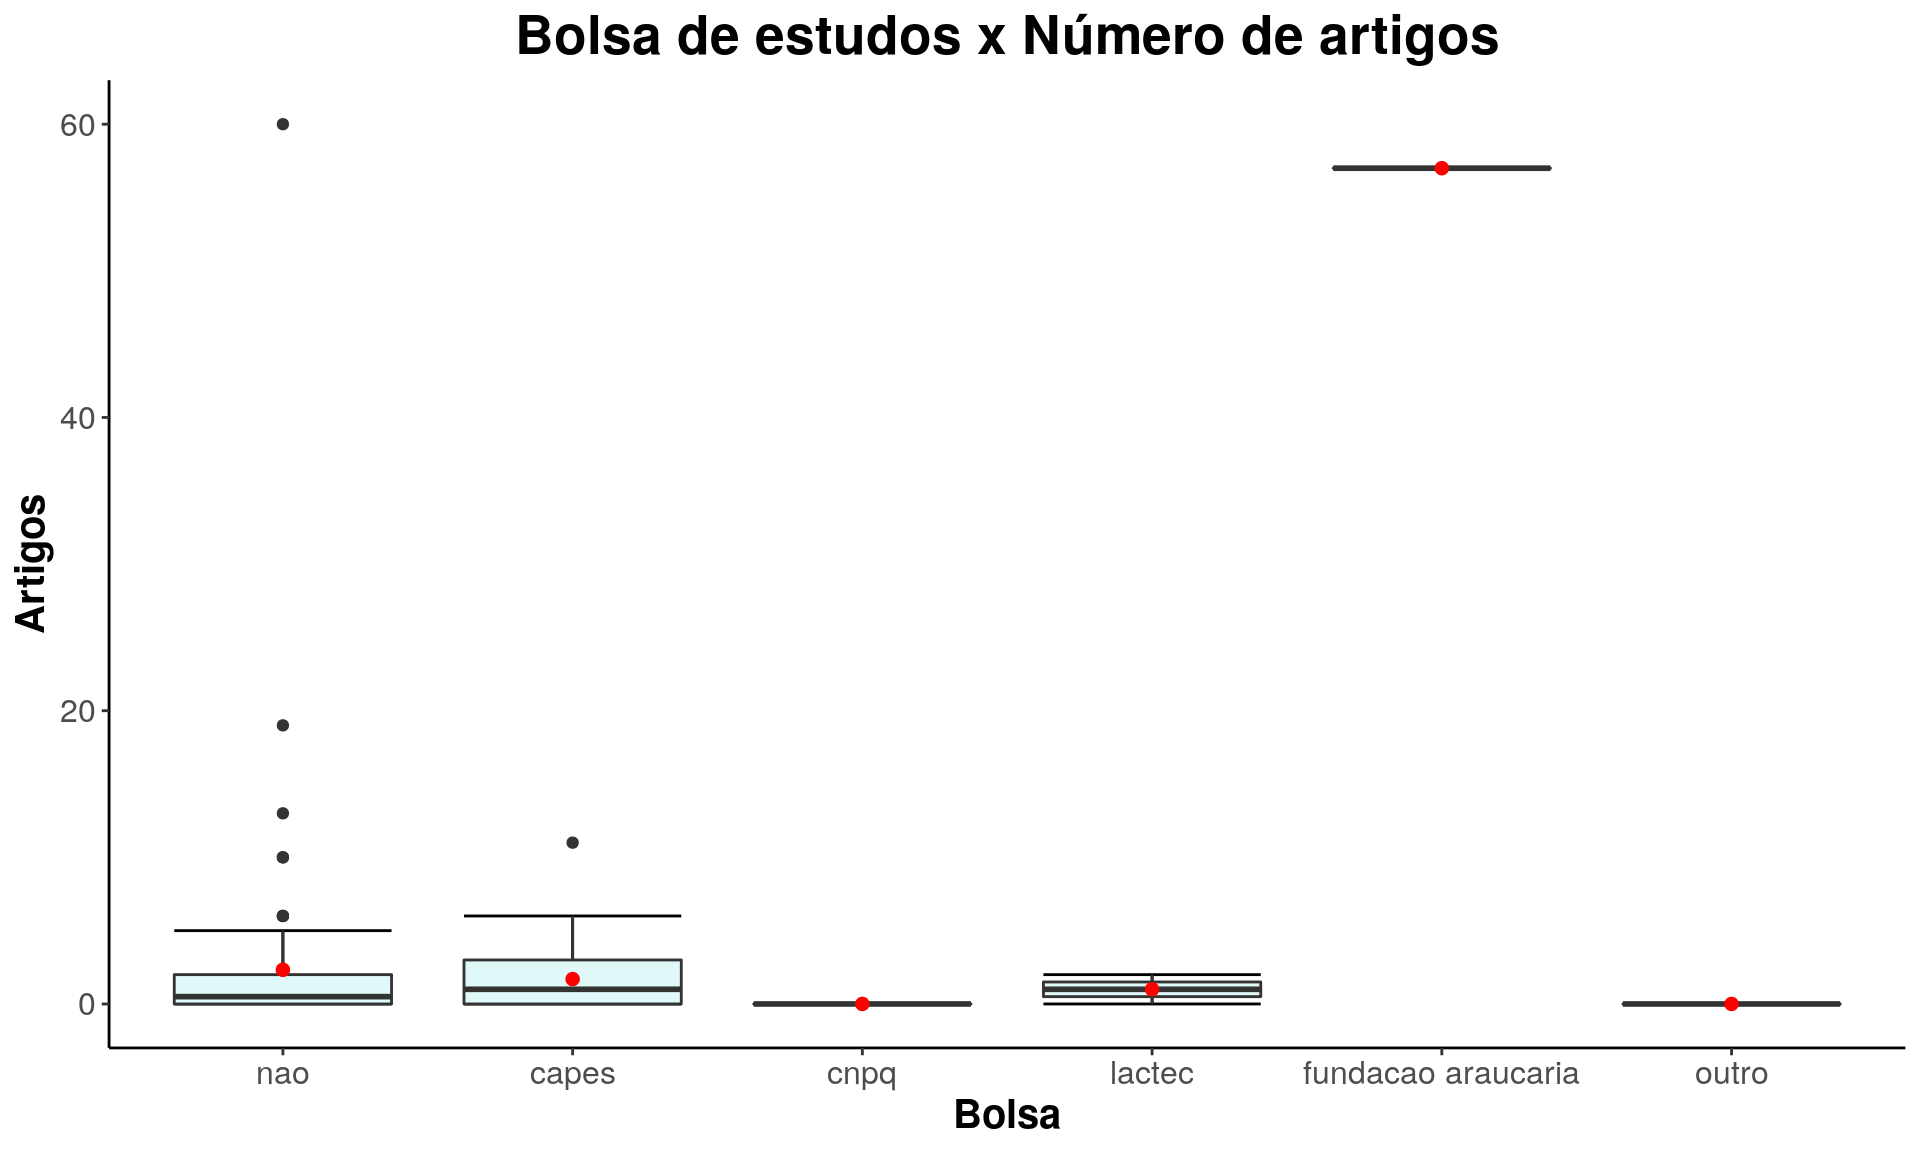 Bolsa de estudos x Número de artigos
Artigos
60
40
20
0
nao
capes
cnpq
lactec
fundacao araucaria
outro
Bolsa